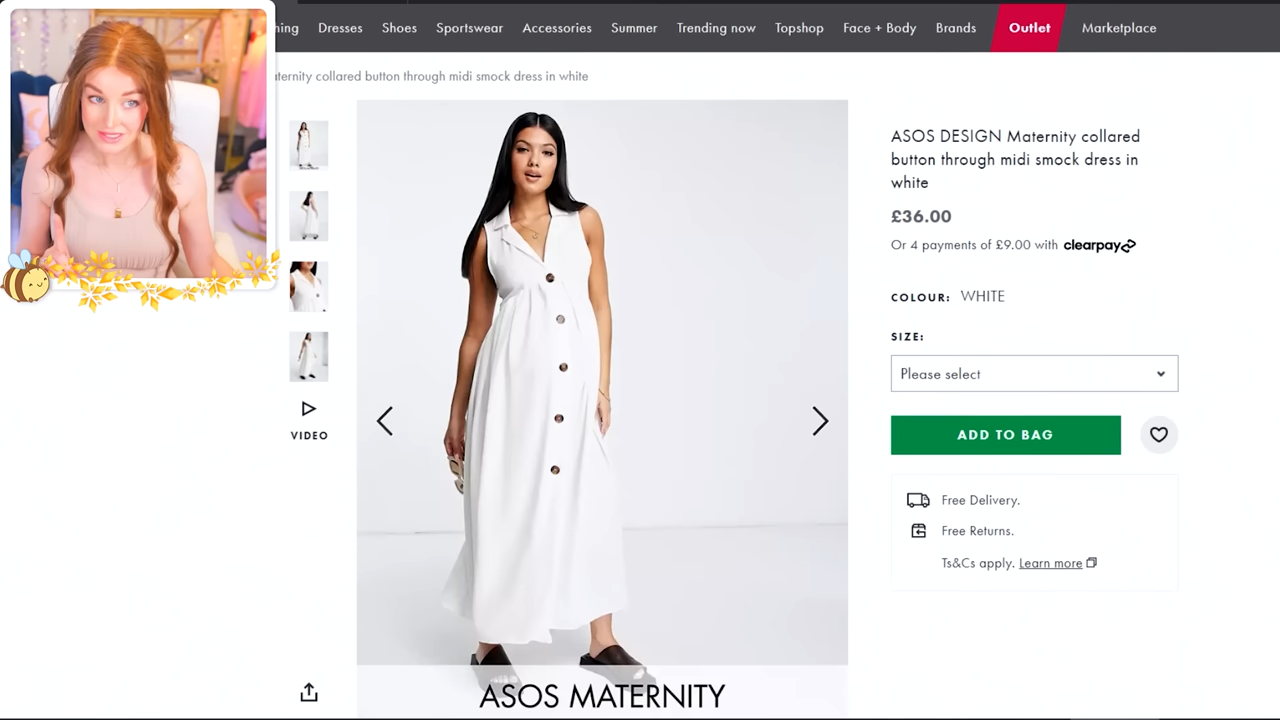 Dresses
Shoes
Sportswear
Accessories
Summer
Trending now
Topshop
Face + Body
Brands
Outlet
Marketplace
collared button through midi smock dress in white
ASOS DESIGN Maternity collared
button through midi smock dress in
white
£36.00
Or 4 payments of £9.00 with clearpay
COLOUR: WHITE
SIZE:
Please select
ADD TO BAG
Free Delivery.
Free Returns.
Ts&Cs apply. Learn more
VIDEO
ASOS MATERNITY